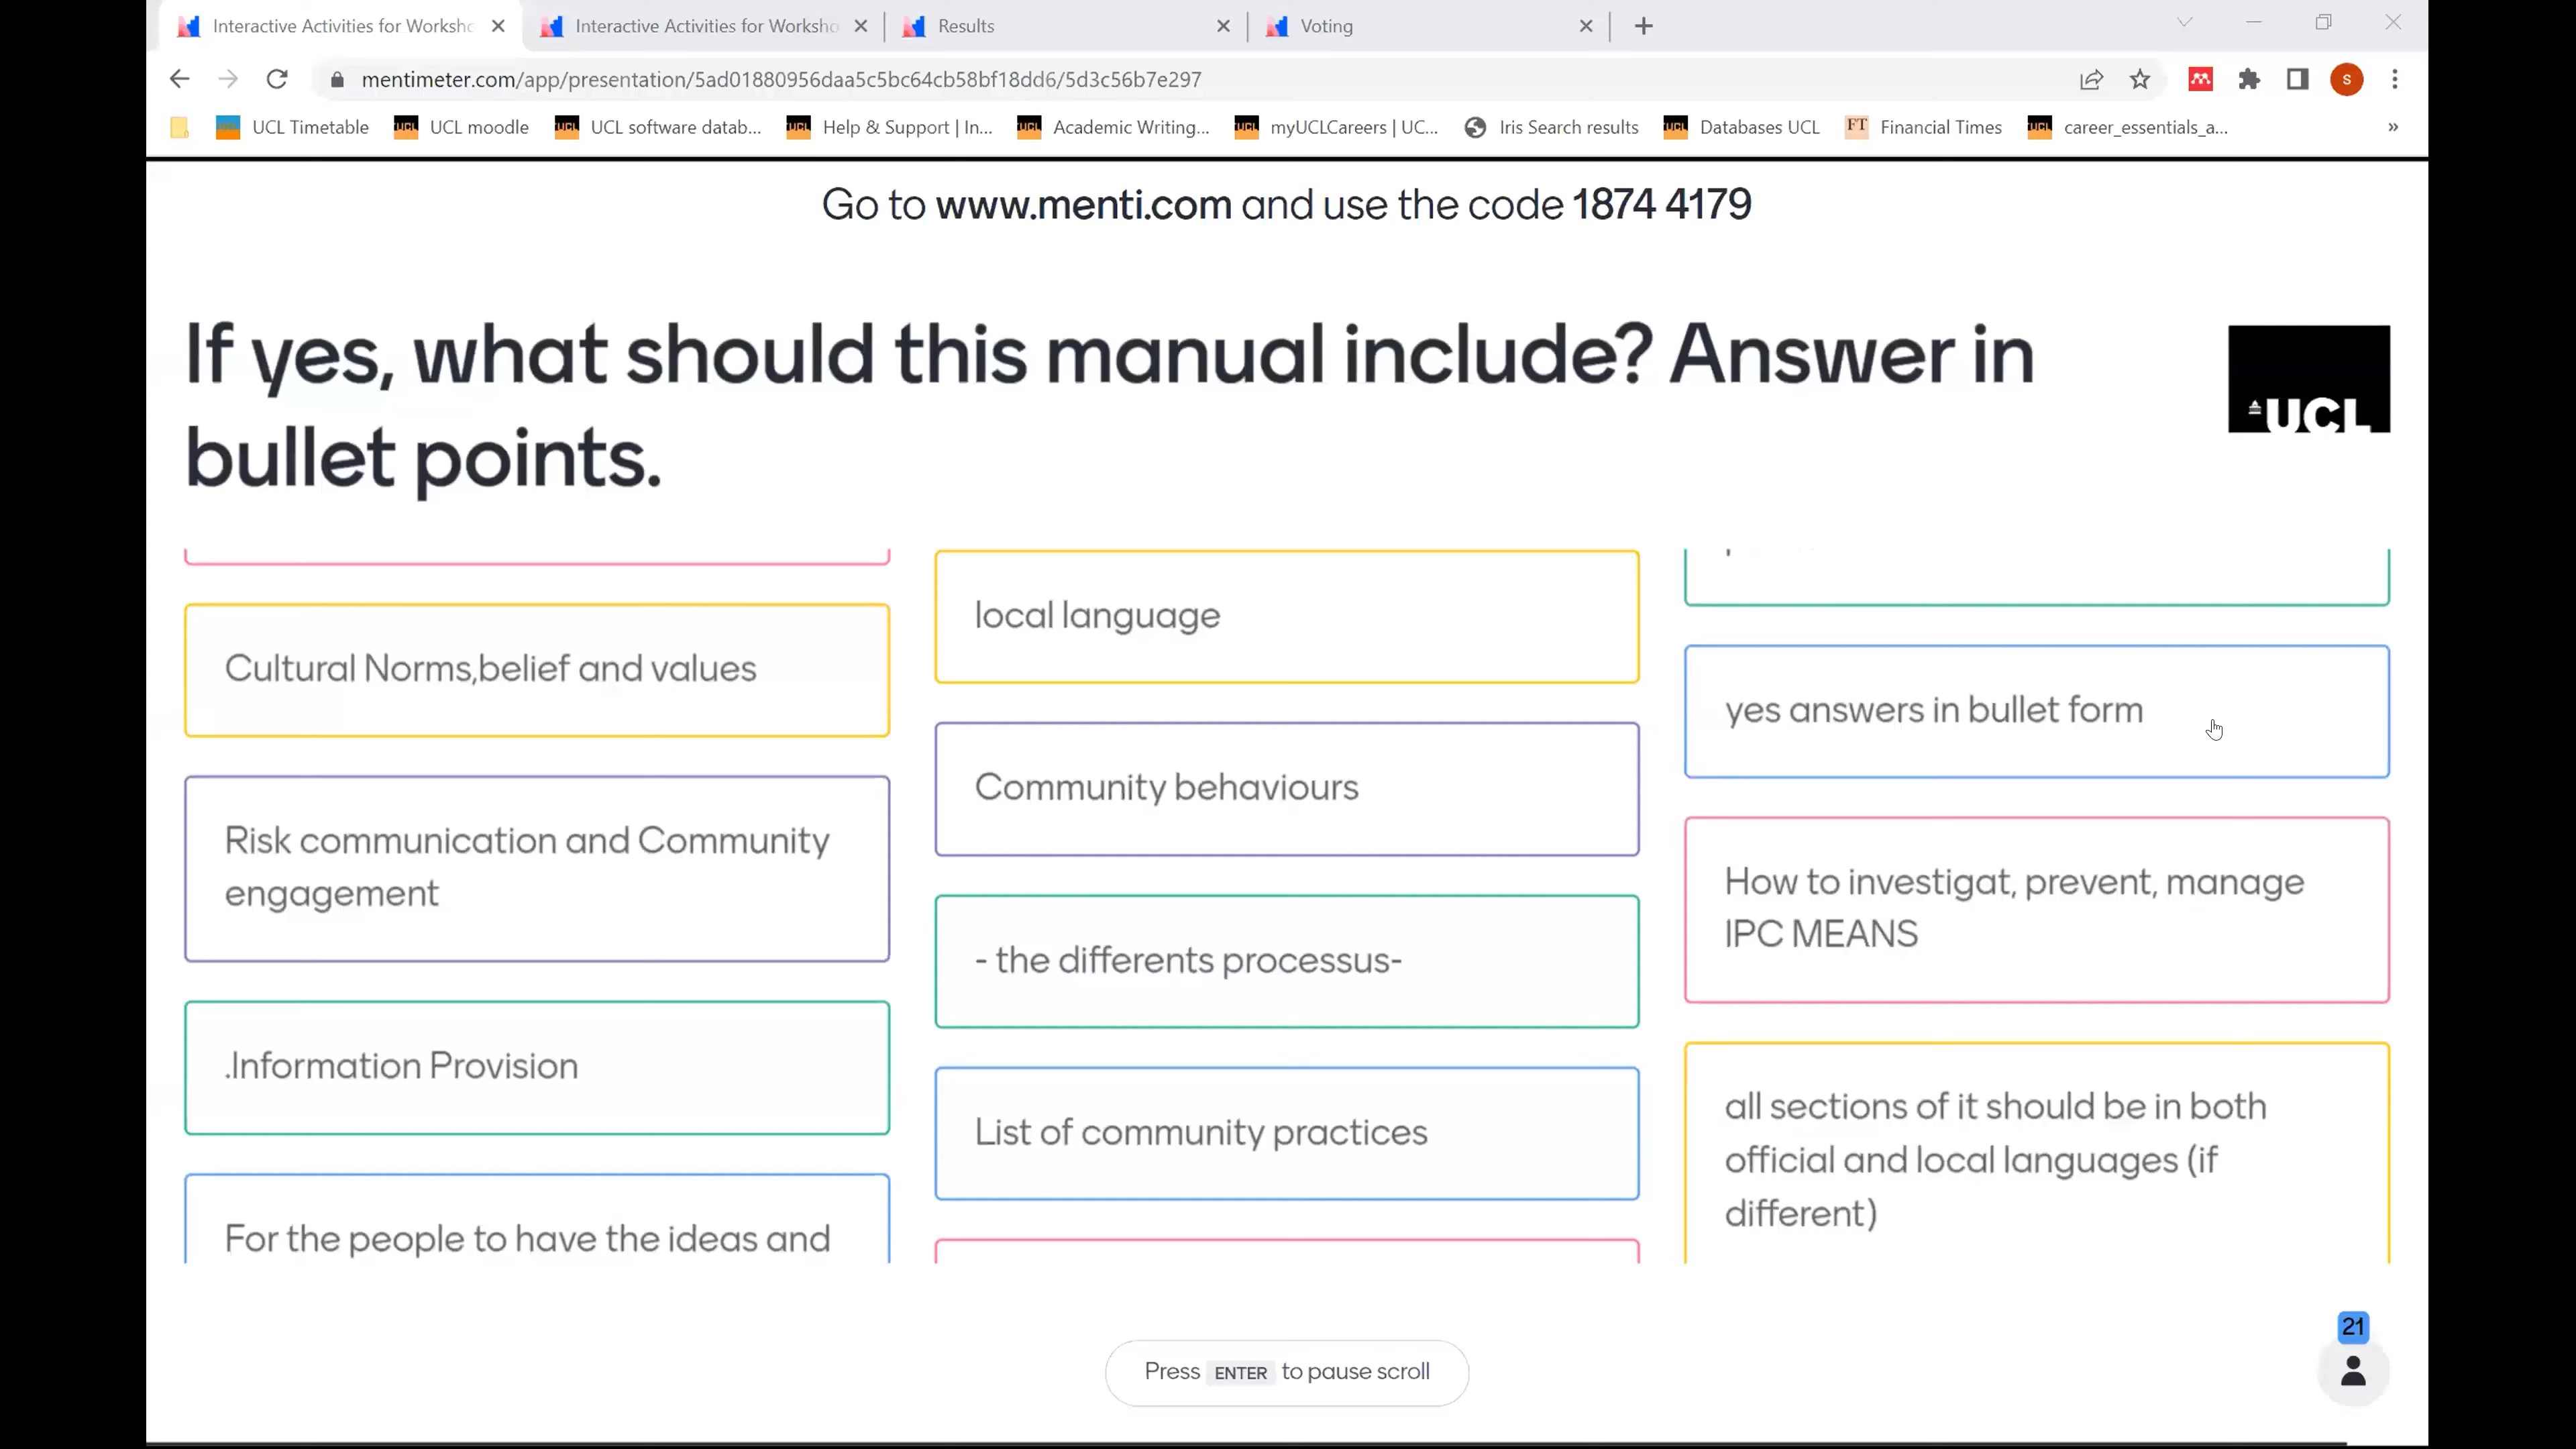 Interactive Activities for Worksho
Interactive Activities for Worksho
Results
Voting
mentimeter.com/app/presentation/5ad01880956daa5c5bc64cb58bf18dd6/5d3c56b7e297
S
UCL Timetable
UCL moodle
UCL software datab...
Help & Support | In...
Academic Writing...
myUCLCareers | UC...
Iris Search results
Databases UCL
FT
Financial Times
career_essentials_a...
»
Go to www.menti.com and use the code 1874 4179
If yes, what should this manual include? Answer in
bullet points.
UCL
Cultural Norms,belief and values
Risk communication and Community
engagement
.Information Provision
For the people to have the ideas and
local language
Community behaviours
- the differents processus-
List of community practices
yes answers in bullet form
How to investigat, prevent, manage
IPC MEANS
all sections of it should be in both
official and local languages (if
different)
Press ENTER to pause scroll
21